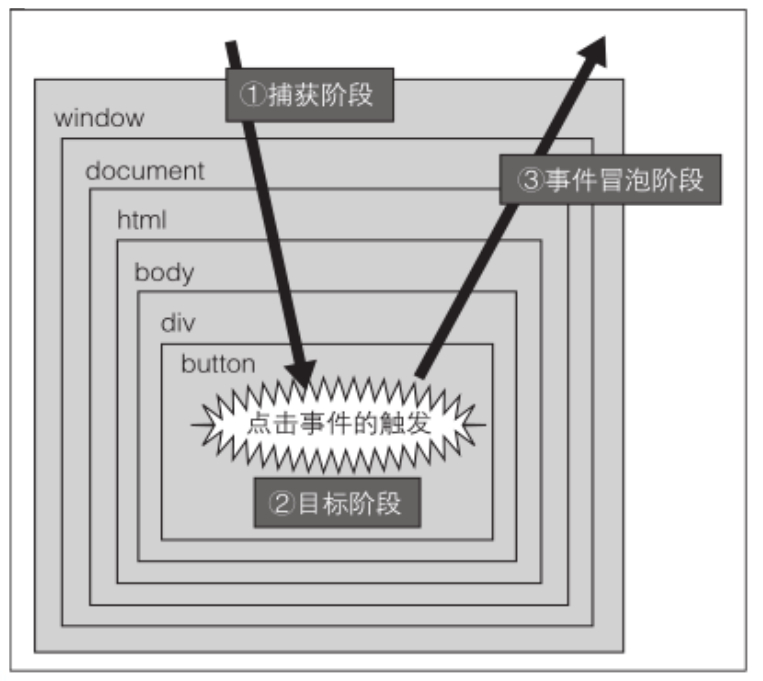 ①捕获阶段
window
document
③事件冒泡阶段
html
body
div
button
点击事件的触发
②目标阶段